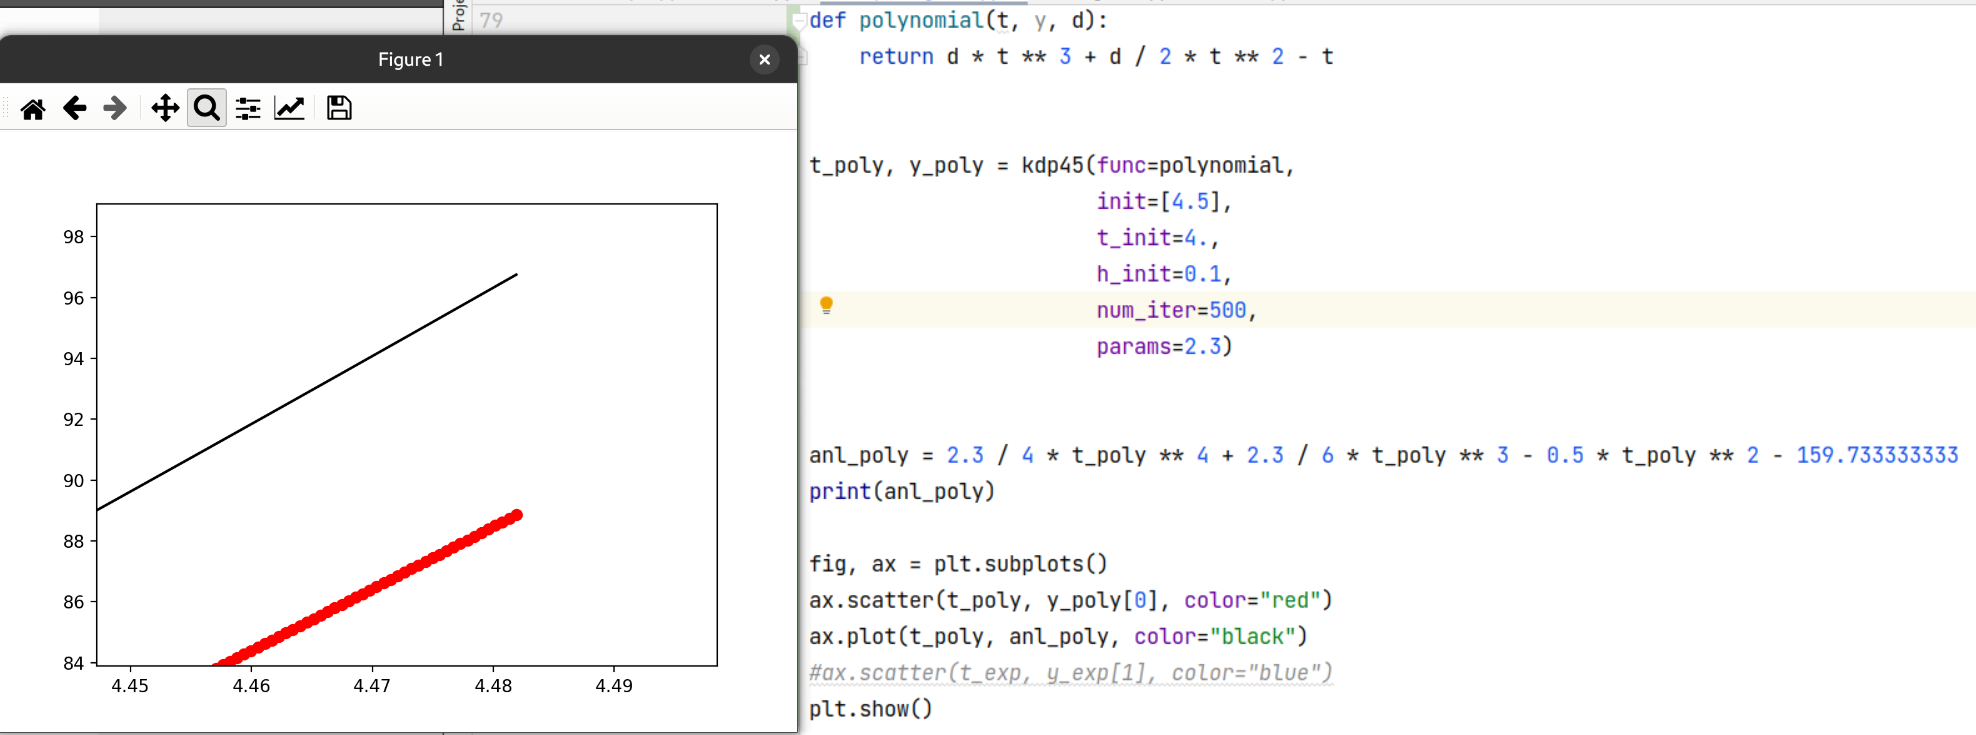 Figure 1
98
96
94
92
90
88
86
84
4.45 4.46 4.47 4.48 4.49
Proje
79
def polynomial(t, y, d):
return d * t ** 3 + d / 2 * t ** 2 - t
t_poly, y_poly = kdp45(func=polynomial,
init=[4.5],
t_init=4.,
h_init=0.1,
num_iter=500,
params=2.3)
anl_poly = 2.3 / 4 * t_poly ** 4 + 2.3 / 6 * t_poly ** 3 - 0.5 * t_poly ** 2 - 159.733333333
print(anl_poly)
fig, ax = plt.subplots()
ax.scatter(t_poly, y_poly[0], color="red")
ax.plot(t_poly, anl_poly, color="black")
#ax.scatter(t_exp, y_exp[1], color="blue")
plt.show()